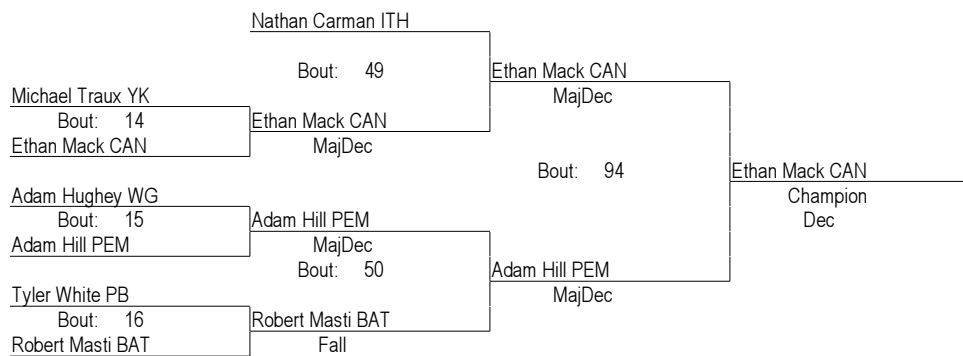 Nathan Carman ITH
Bout: 49
Ethan Mack CAN
MajDec
Michael Traux YK
Bout: 14
Ethan Mack CAN
Ethan Mack CAN
MajDec
Bout: 94
Ethan Mack CAN
Champion
Dec
Adam Hughey WG
Bout: 15
Adam Hill PEM
Adam Hill PEM
MajDec
Bout: 50
Adam Hill PEM
MajDec
Tyler White PB
Bout: 16
Robert Masti BAT
Robert Masti BAT
Fall